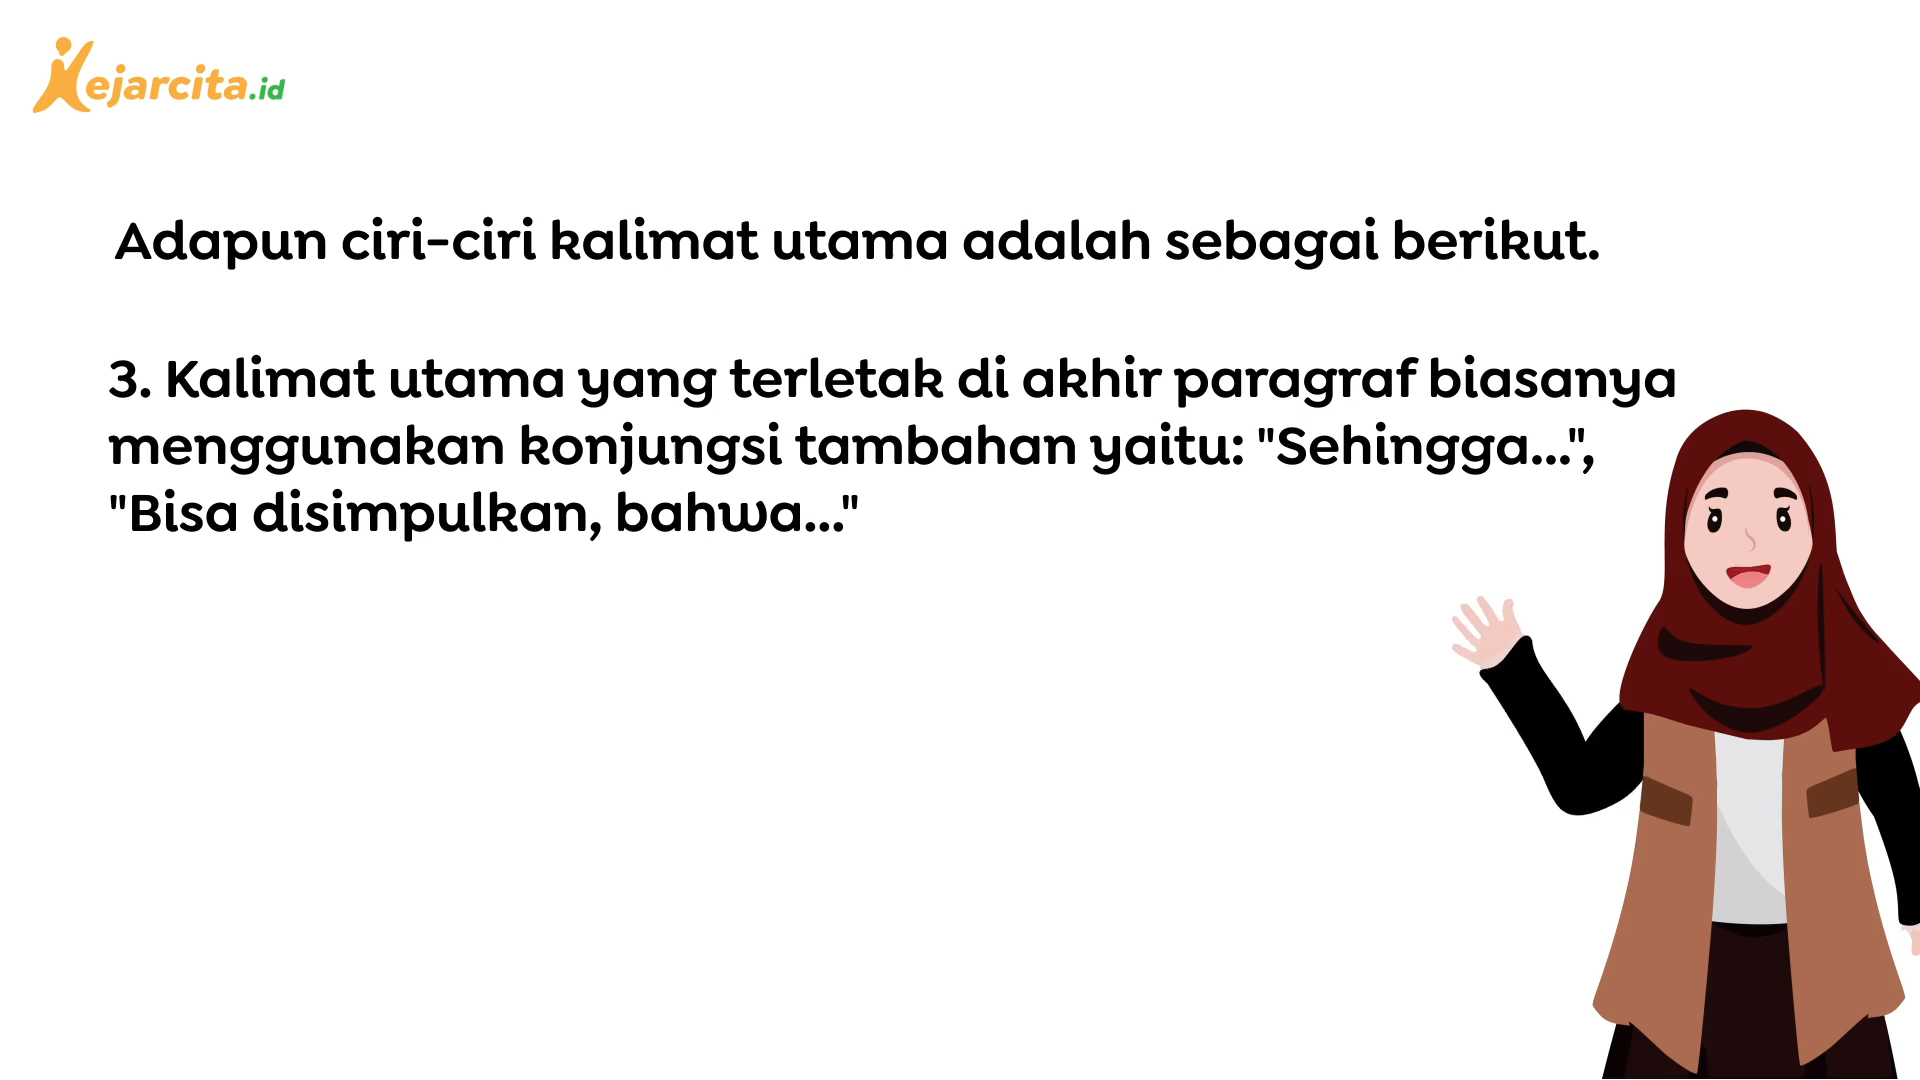 Kejarcita.id
Adapun ciri-ciri kalimat utama adalah sebagai berikut.
3. Kalimat utama yang terletak di akhir paragraf biasanya
menggunakan konjungsi tambahan yaitu: "Sehingga...",
"Bisa disimpulkan, bahwa..."